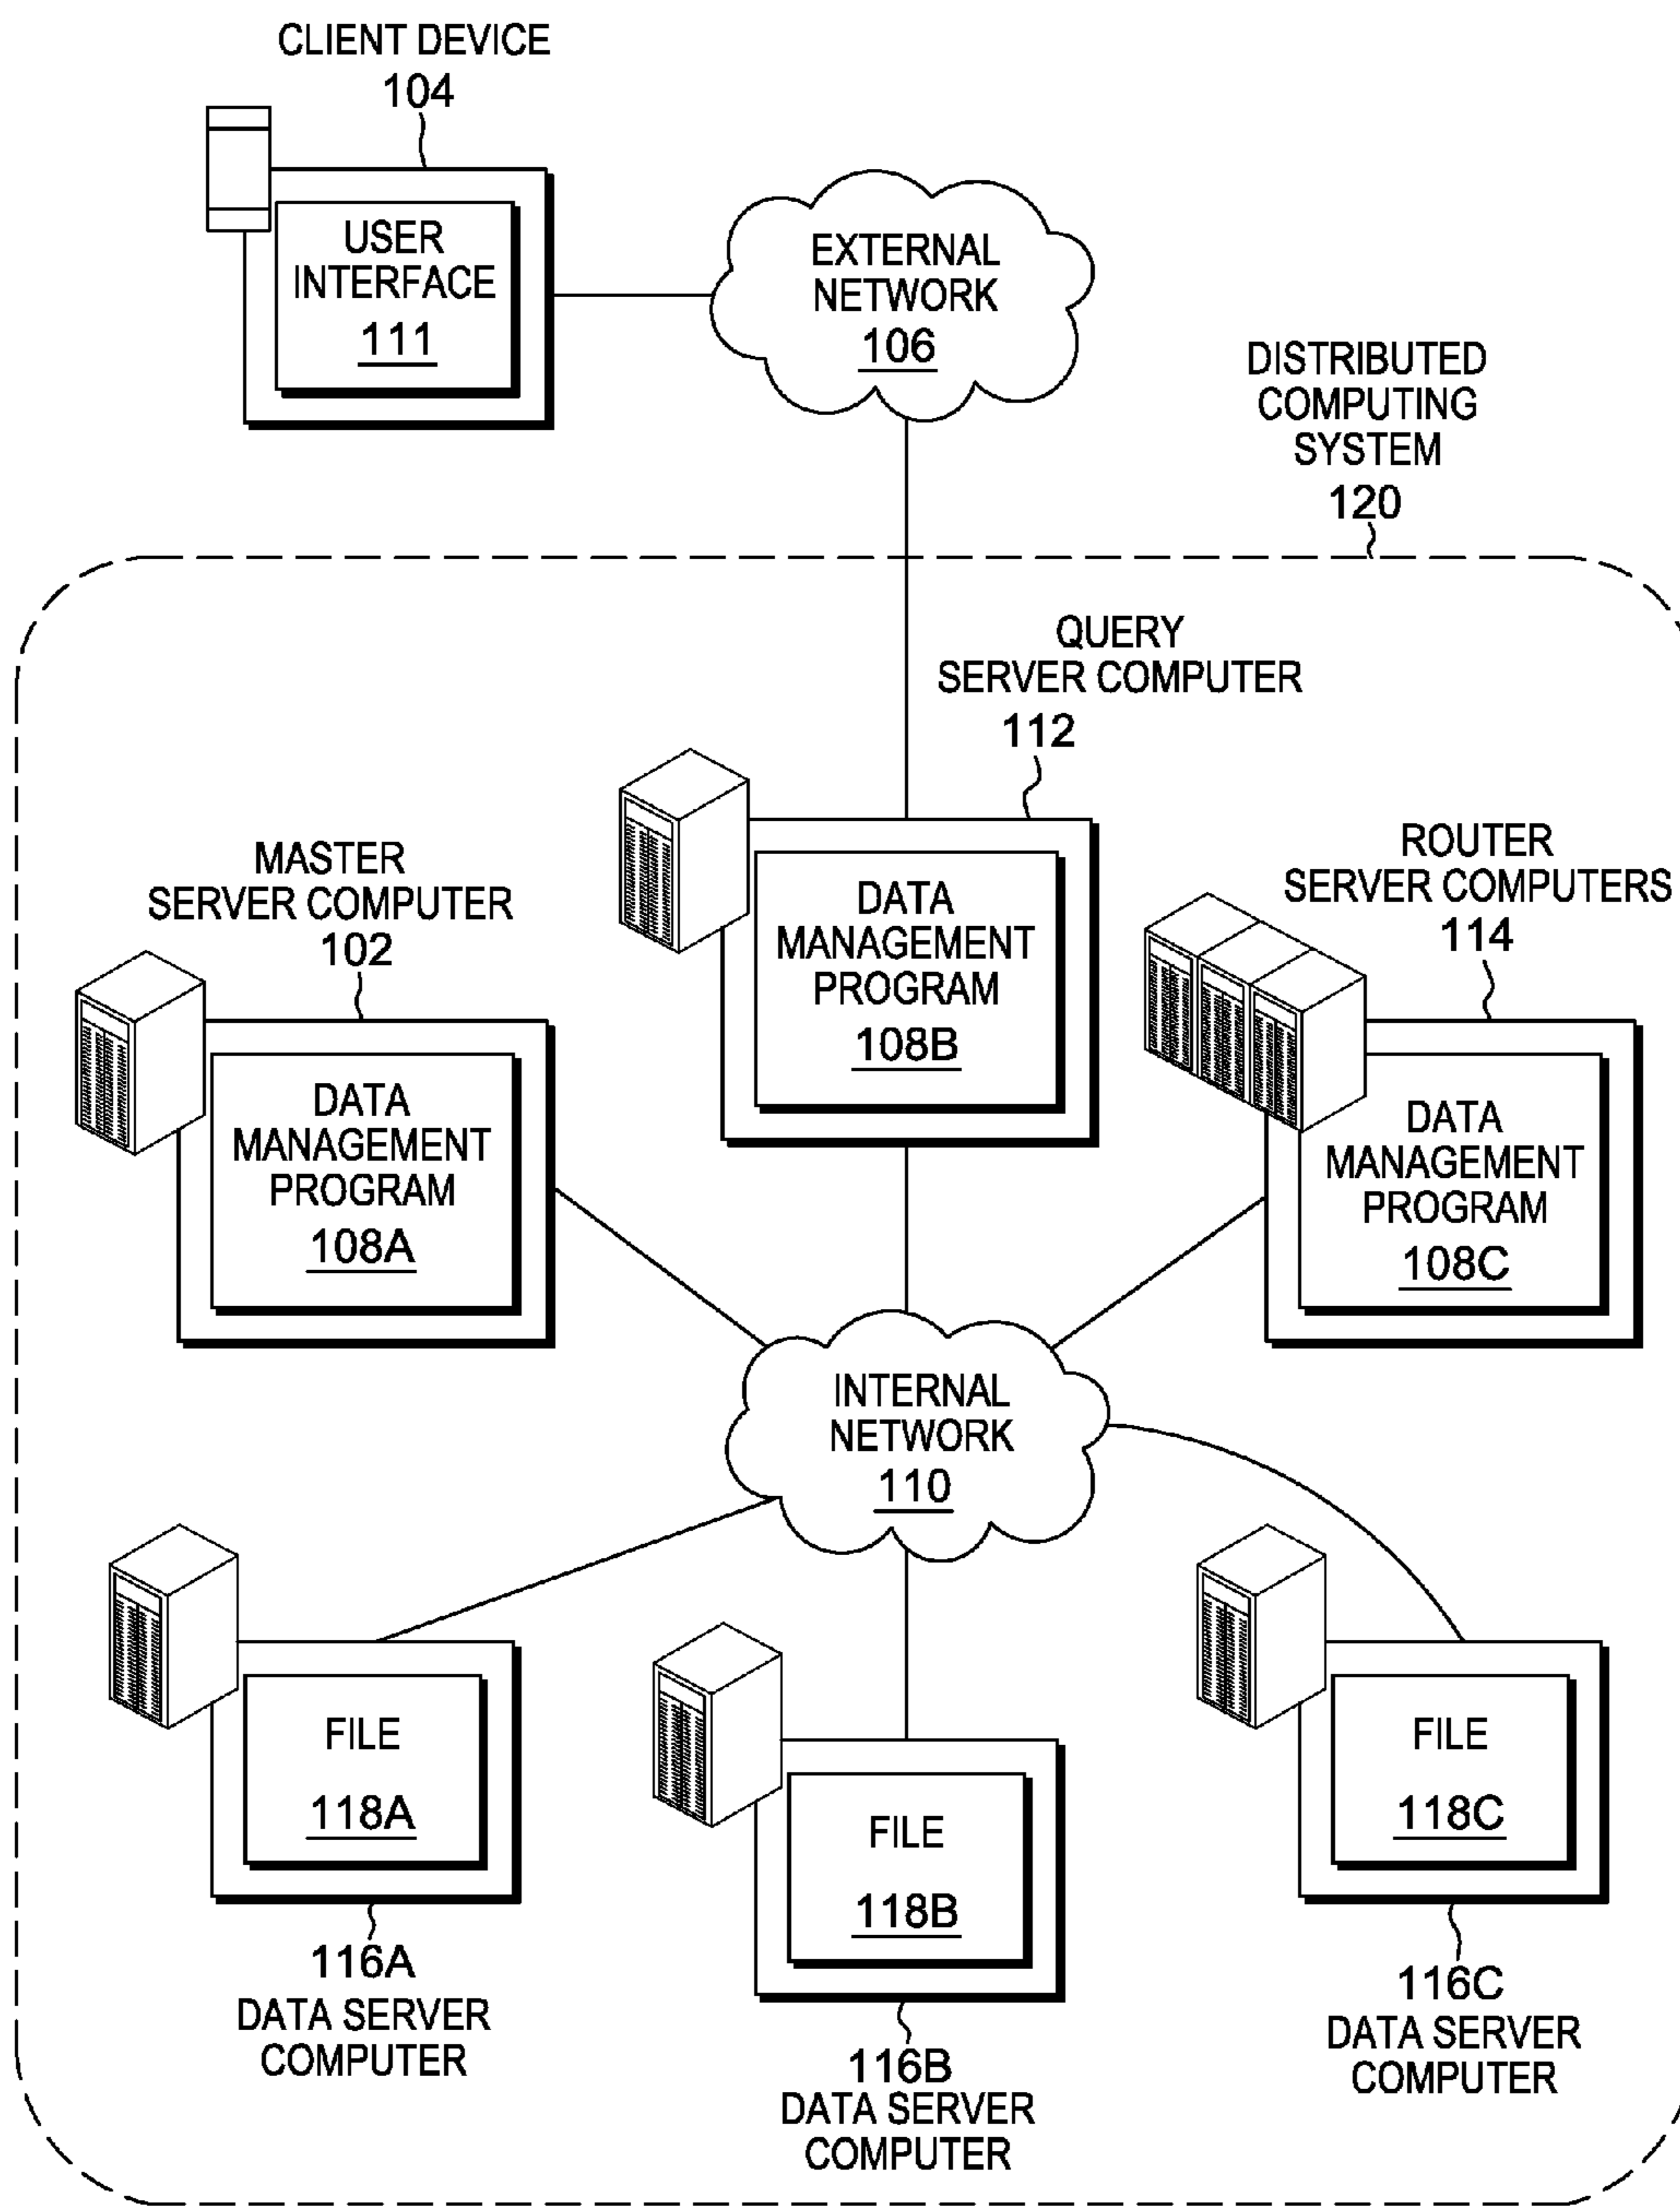 CLIENT DEVICE
104
USER
INTERFACE
111
EXTERNAL
NETWORK
106
DISTRIBUTED
COMPUTING
SYSTEM
120
QUERY
SERVER COMPUTER
112
DATA
MANAGEMENT
PROGRAM
108B
MASTER
SERVER COMPUTER
102
DATA
MANAGEMENT
PROGRAM
108A
ROUTER
SERVER COMPUTERS
114
DATA
MANAGEMENT
PROGRAM
108C
INTERNAL
NETWORK
110
FILE
118A
116A
DATA SERVER
COMPUTER
FILE
118B
116B
DATA SERVER
COMPUTER
FILE
118C
116C
DATA SERVER
COMPUTER